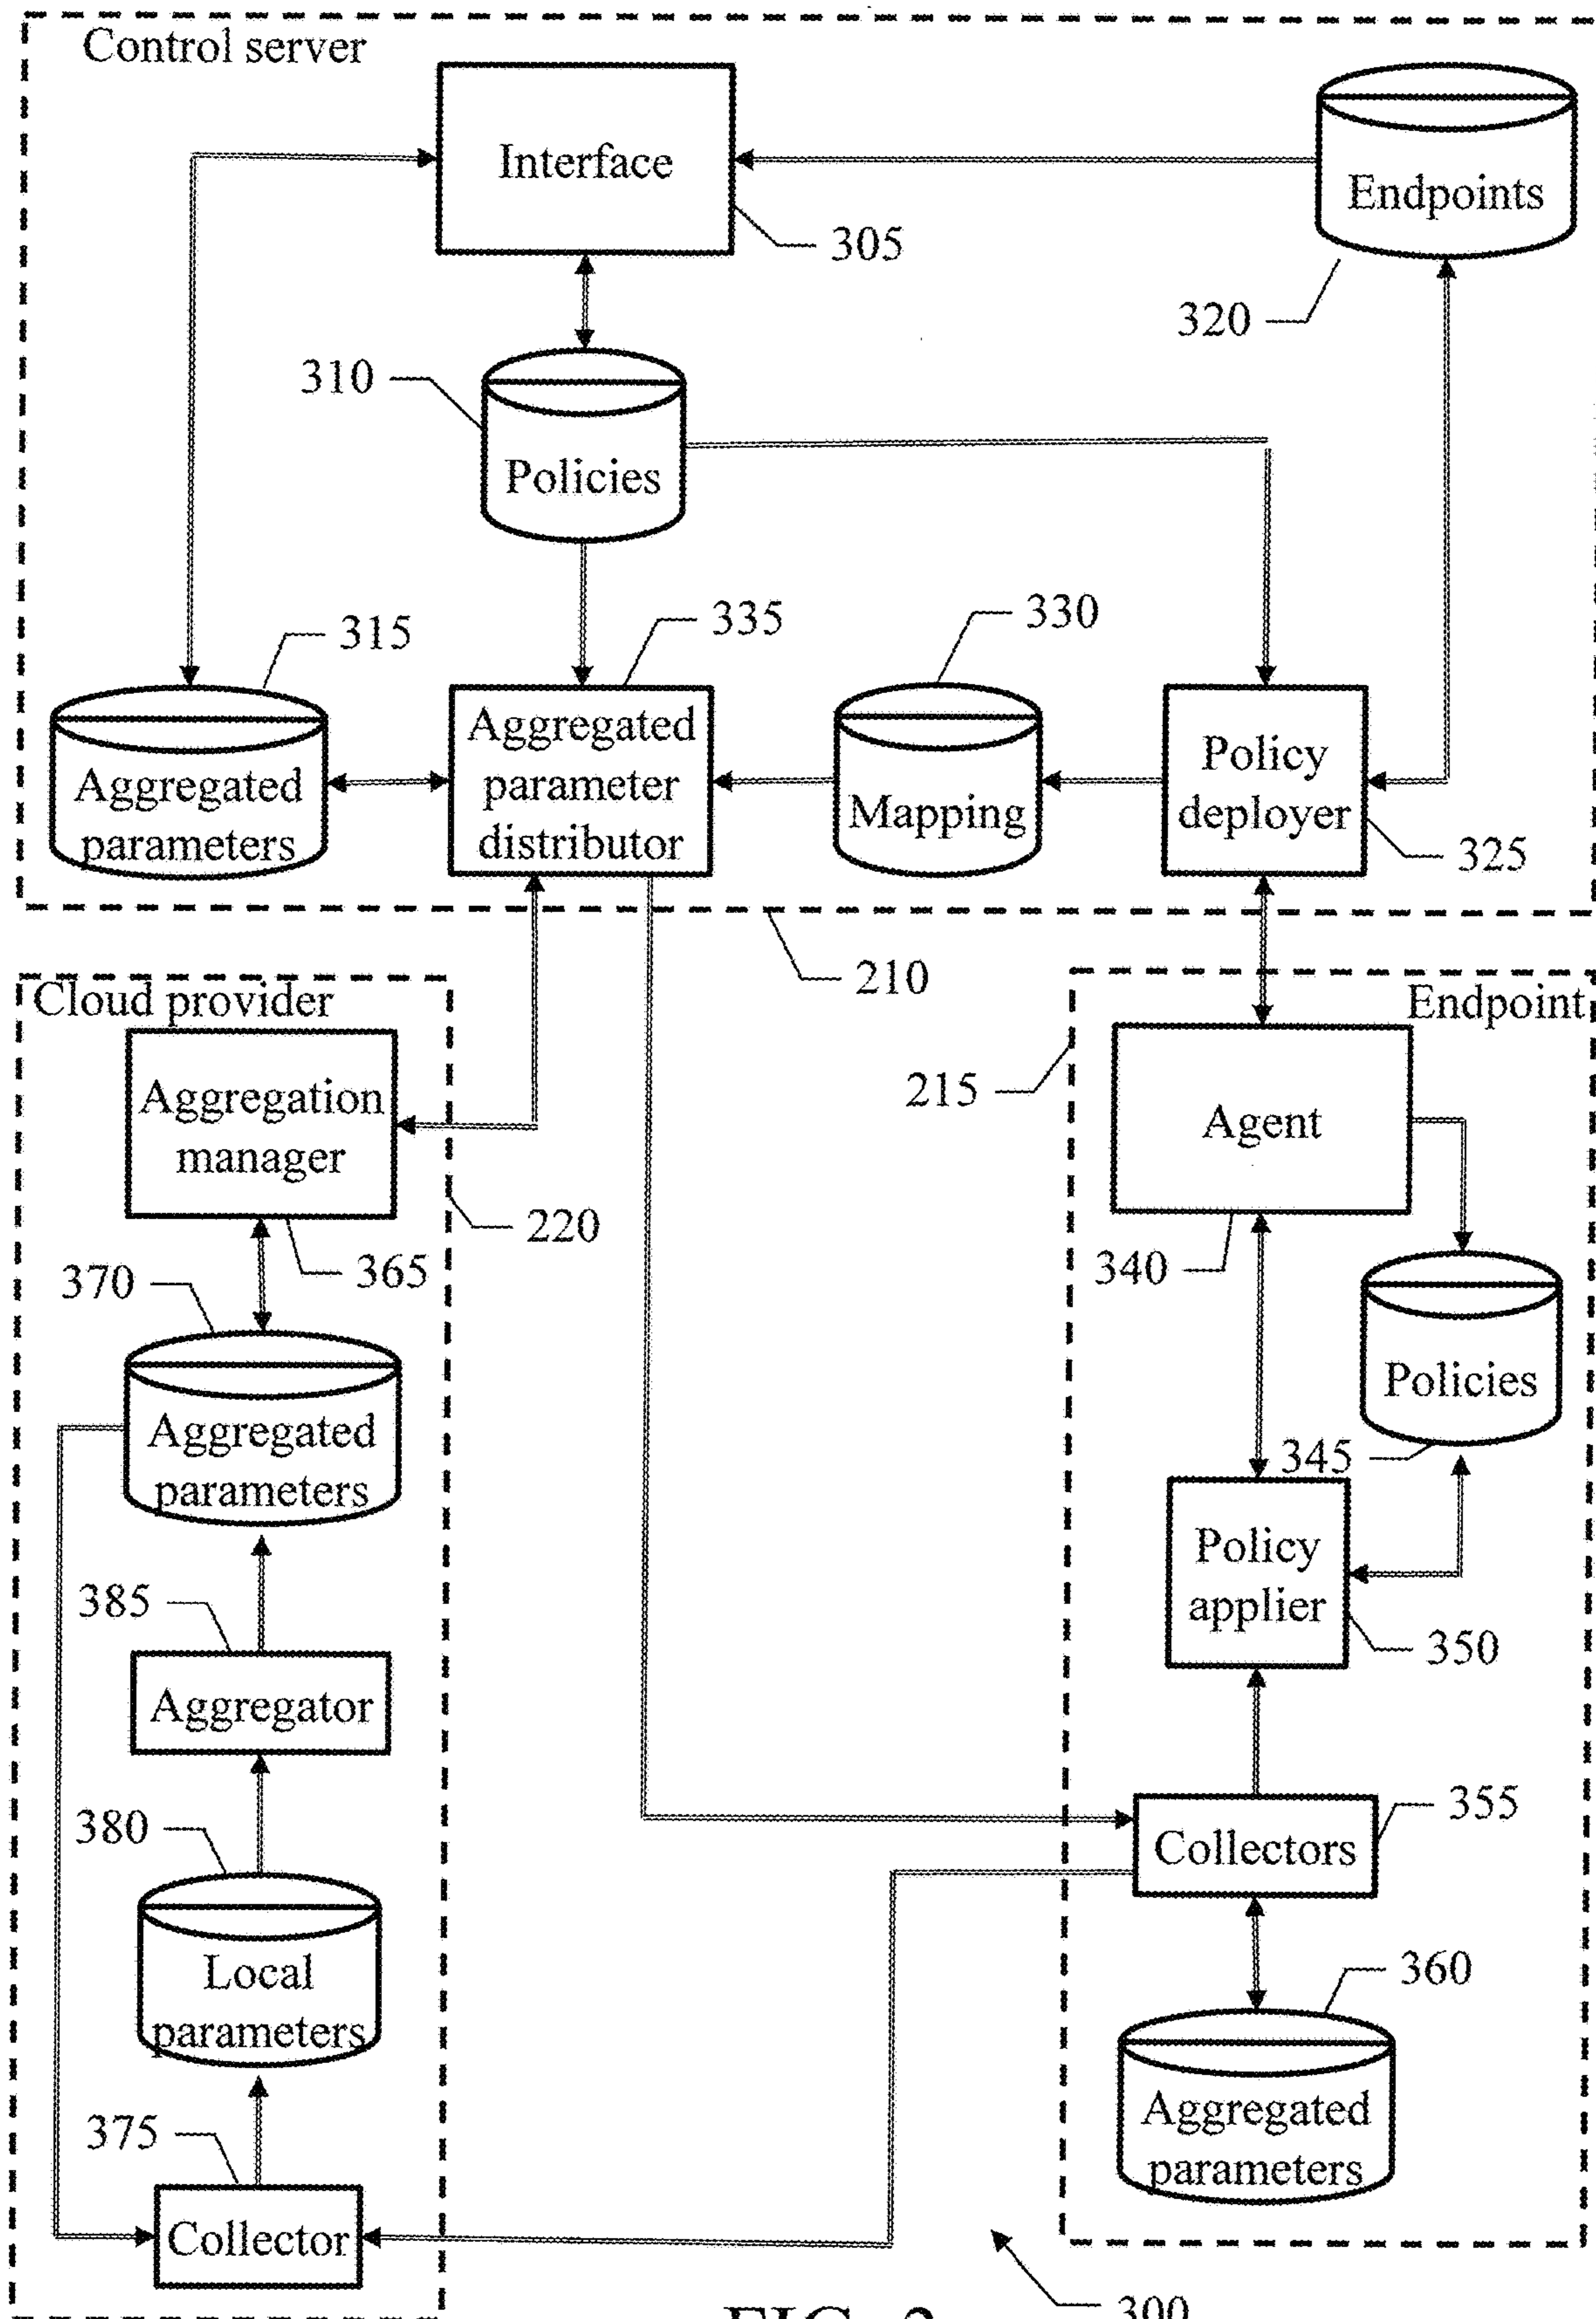 Control server
Interface
Endpoints
305
320
310
Policies
315
335
330
Aggregated
parameters
Aggregated
parameter
distributor
Mapping
Policy
deployer
325
210
Cloud provider
Endpoint
Aggregation
manager
215
Agent
220
365
340
370
Aggregated
parameters
Policies
345
Policy
applier
350
385
Aggregator
380
355
Collectors
Local
parameters
360
375
Aggregated
parameters
Collector
300